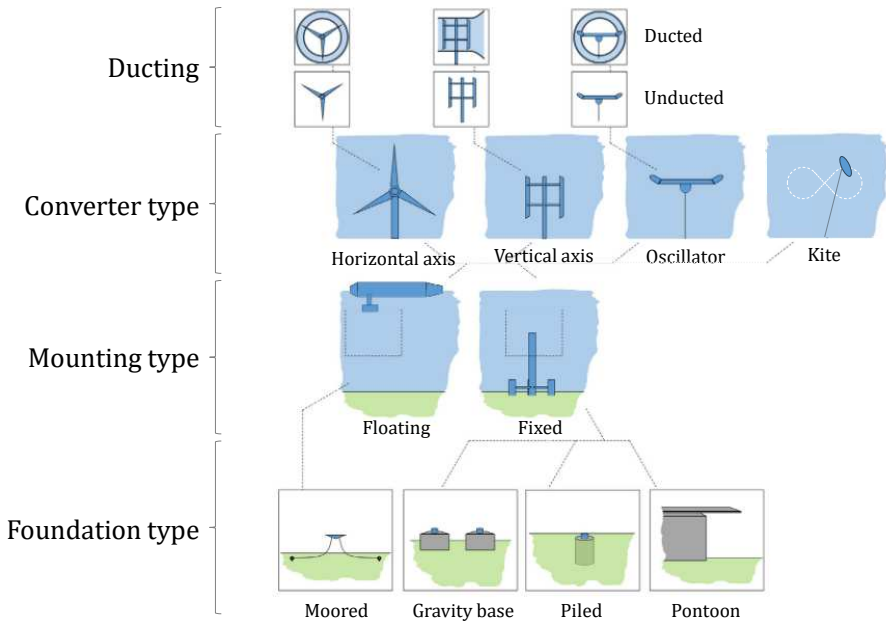 Ducting
Ducted
Unducted
Converter type
Horizontal axis
Vertical axis
Oscillator
Kite
Mounting type
Floating
Fixed
Foundation type
Moored
Gravity base
Piled
Pontoon